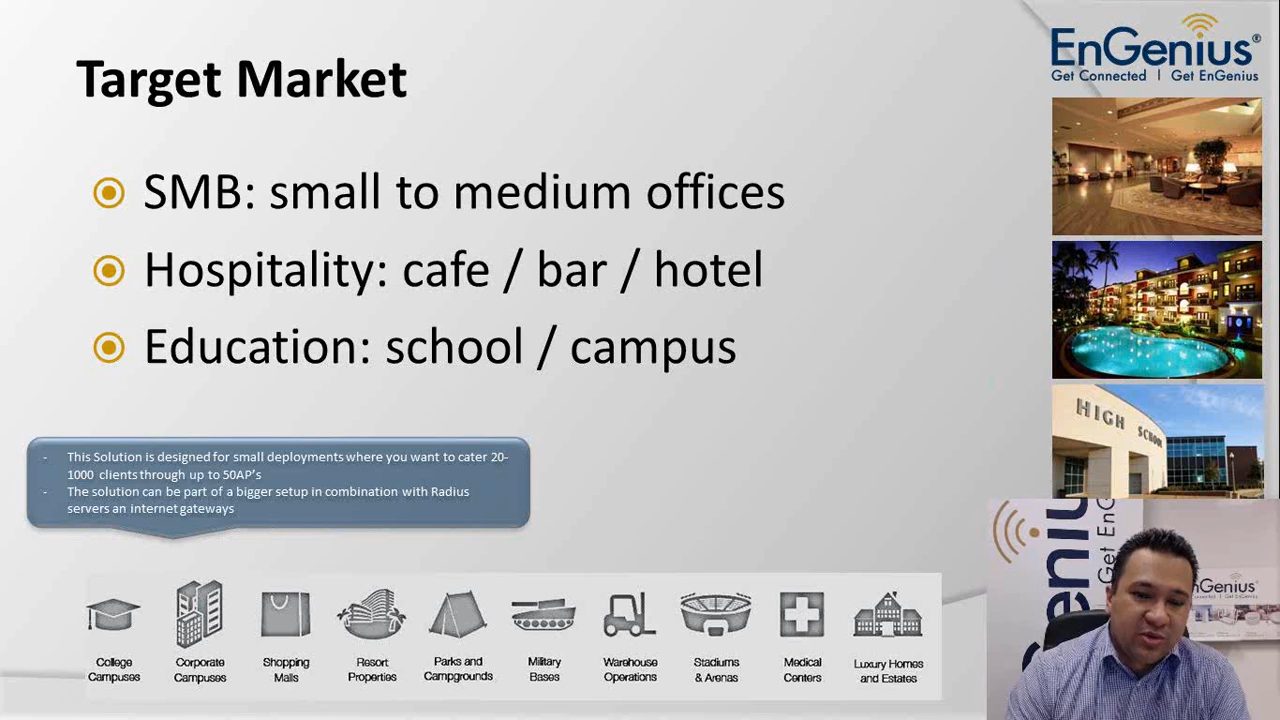 Target Market
EnGenius®
Get Connected | Get EnGenius
SMB: small to medium offices
Hospitality: cafe / bar / hotel
Education: school / campus
HIGH SCHOOL
- This Solution is designed for small deployments where you want to cater 20-
1000 clients through up to 50AP's
- The solution can be part of a bigger setup in combination with Radius
servers an internet gateways
College
Campuses
Corporate
Campuses
Shopping
Malls
Resort
Properties
Parks and
Campgrounds
Military
Bases
Warehouse
Operations
Stadiums
& Arenas
Medical
Centers
Luxury Homes
and Estates